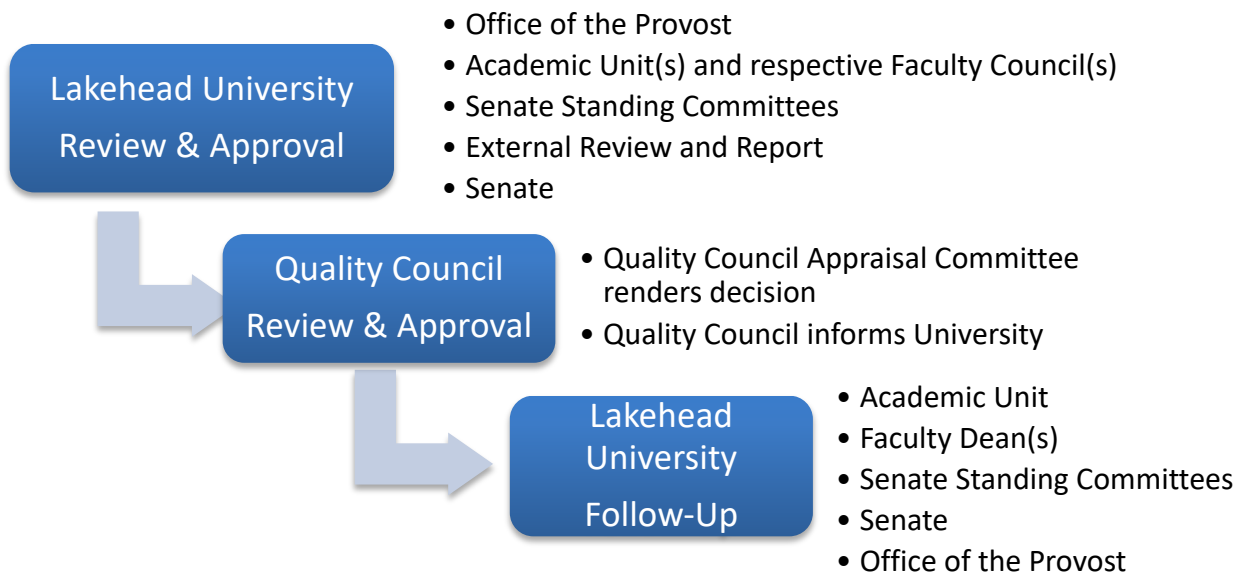 Lakehead University
Review & Approval
• Office of the Provost
• Academic Unit(s) and respective Faculty Council(s)
• Senate Standing Committees
• External Review and Report
• Senate
Quality Council
Review & Approval
• Quality Council Appraisal Committee
renders decision
• Quality Council informs University
Lakehead
University
Follow-Up
• Academic Unit
• Faculty Dean(s)
• Senate Standing Committees
• Senate
• Office of the Provost